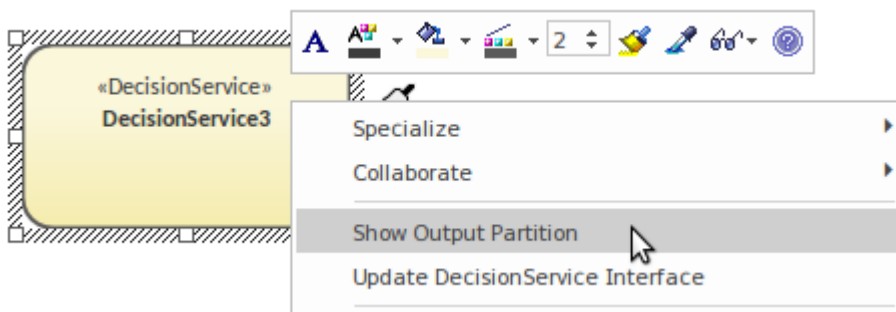 A
A
2
?
«DecisionService»
DecisionService3
Specialize
Collaborate
Show Output Partition
Update DecisionService Interface